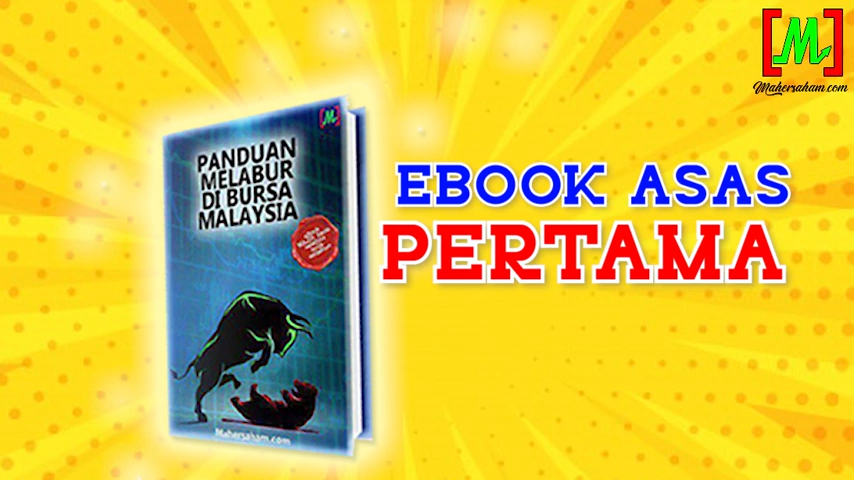 [M]
Mahersaham.com
[M]
PANDUAN
MELABUR
DI BURSA
MALAYSIA
Mahersaham.com
EBOOK ASAS
PERTAMA